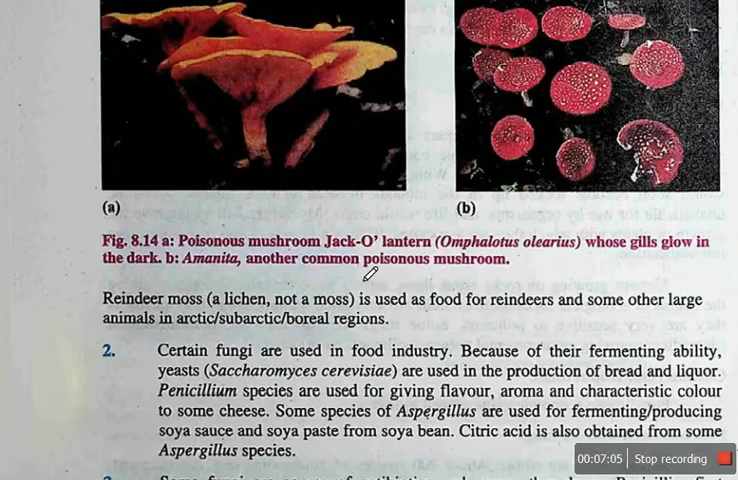 (a)
(b)
Fig. 8.14 a: Poisonous mushroom Jack-O’ lantern (Omphalotus olearius) whose gills glow in
the dark. b: Amanita, another common poisonous mushroom.
Reindeer moss (a lichen, not a moss) is used as food for reindeers and some other large
animals in arctic/subarctic/boreal regions.
2. Certain fungi are used in food industry. Because of their fermenting ability,
yeasts (Saccharomyces cerevisiae) are used in the production of bread and liquor.
Penicillium species are used for giving flavour, aroma and characteristic colour
to some cheese. Some species of Aspergillus are used for fermenting/producing
soya sauce and soya paste from soya bean. Citric acid is also obtained from some
Aspergillus species.
00:07:05 Stop recording